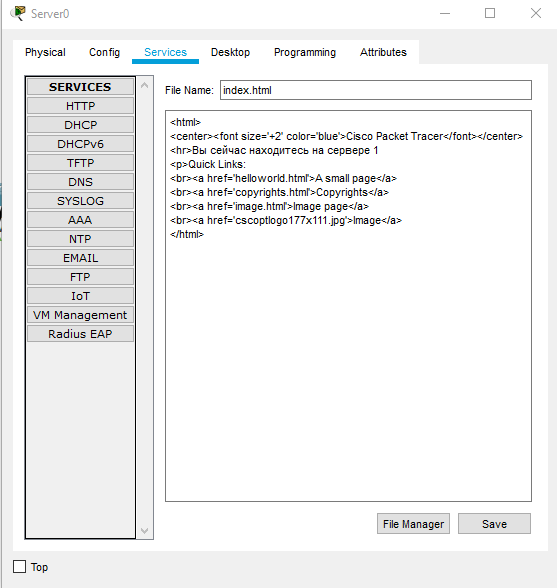 Server0
Physical Config Services Desktop Programming Attributes
SERVICES
HTTP
DHCP
DHCPv6
TFTP
DNS
SYSLOG
AAA
NTP
EMAIL
FTP
IoT
VM Management
Radius EAP
File Name: index.html
<html>
<center><font size='+2' color='blue'>Cisco Packet Tracer</font></center>
<hr>Вы сейчас находитесь на сервере 1
<p>Quick Links:
<br><a href='helloworld.html'>A small page</a>
<br><a href='copyrights.html'>Copyrights</a>
<br><a href='image.html'>Image page</a>
<br><a href='cscoptlogo177x111.jpg'>Image</a>
</html>
File Manager Save
Top